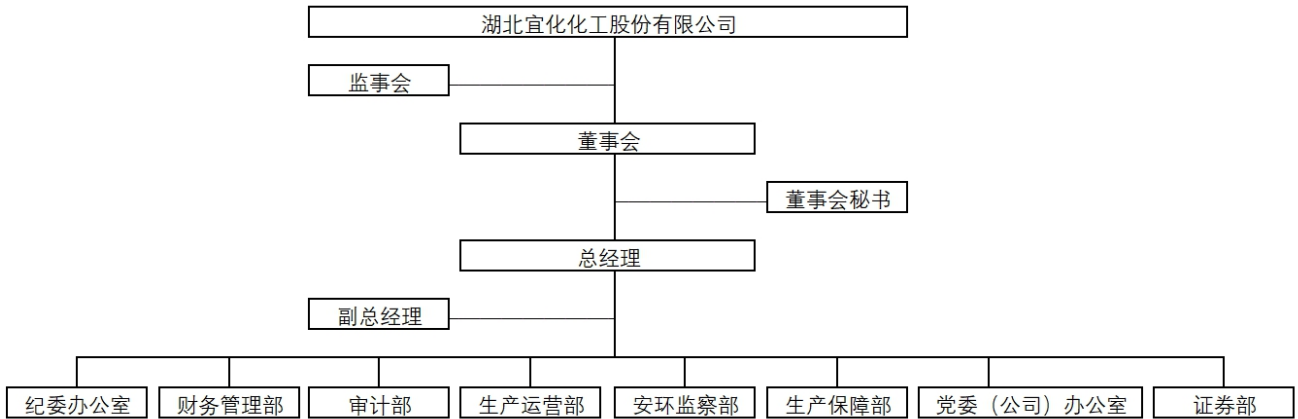 湖北宜化化工股份有限公司
监事会
董事会
董事会秘书
总经理
副总经理
纪委办公室
财务管理部
审计部
生产运营部
安环监察部
生产保障部
党委（公司）办公室
证券部